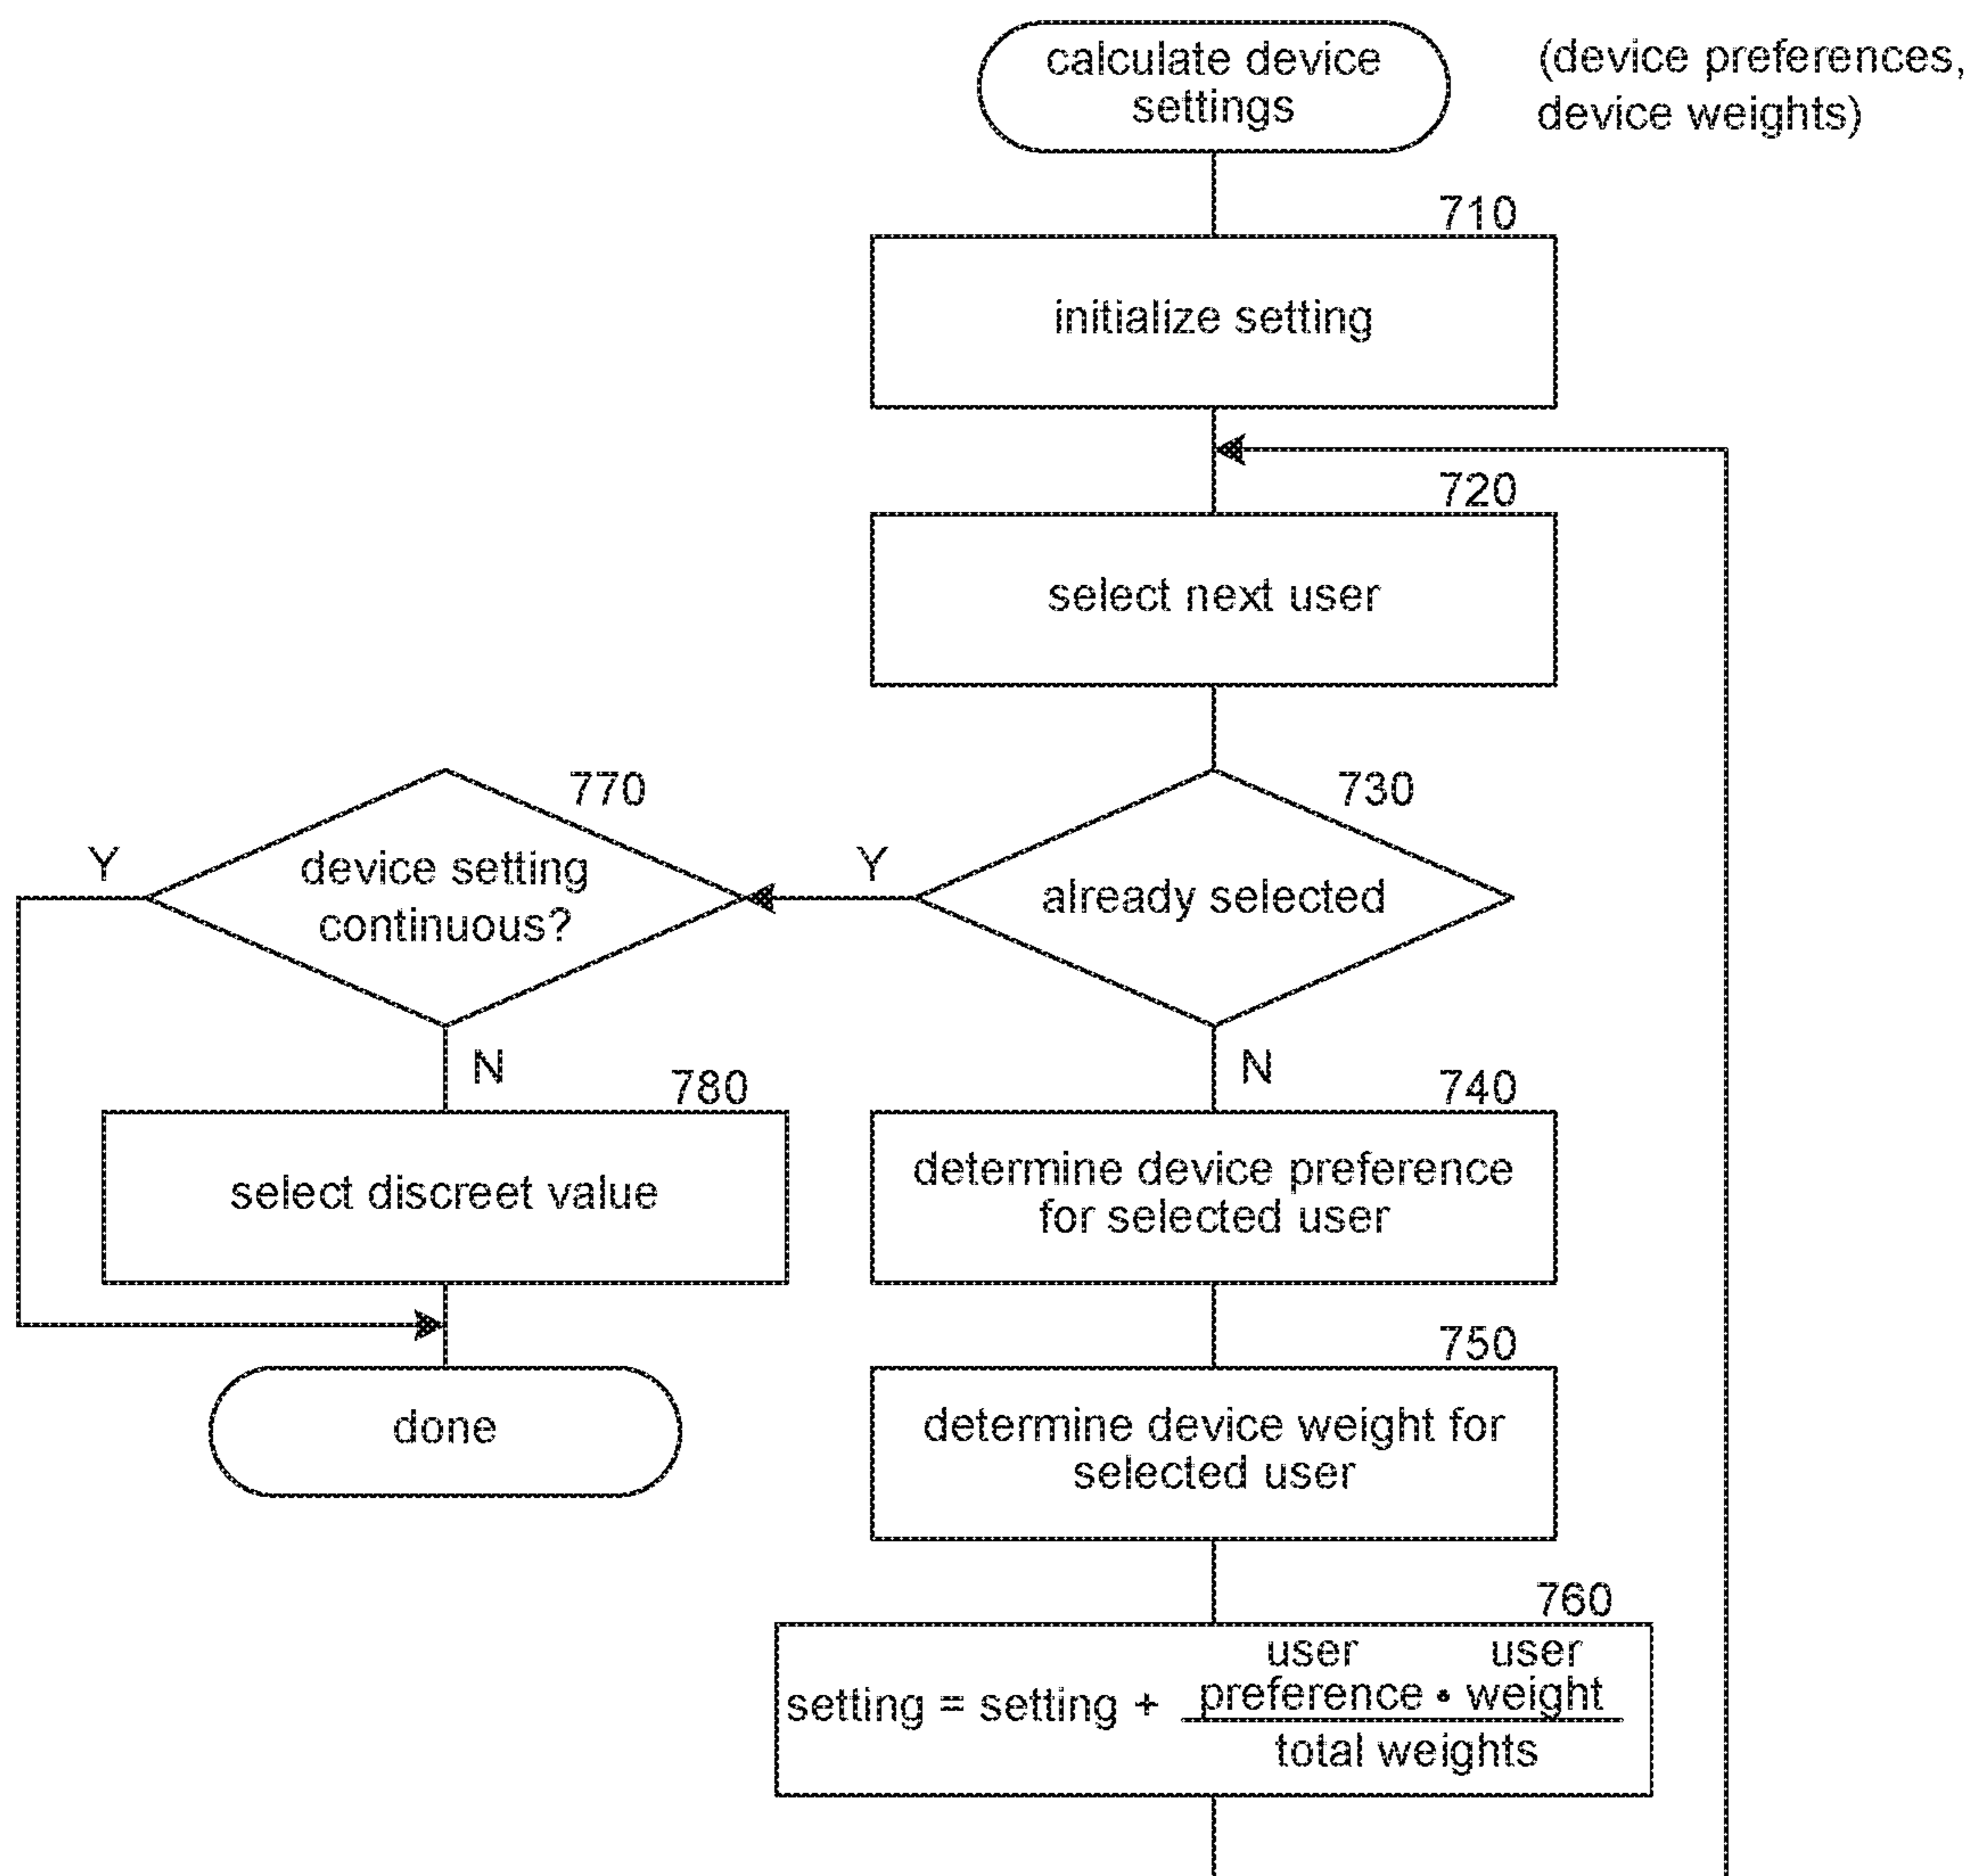 calculate device
settings
(device preferences,
device weights)
710
initialize setting
720
select next user
730
already selected
Y
N
770
device setting
continuous?
Y
N
780
select discreet value
done
740
determine device preference
for selected user
750
determine device weight for
selected user
760
user user
setting = setting + preference • weight
total weights